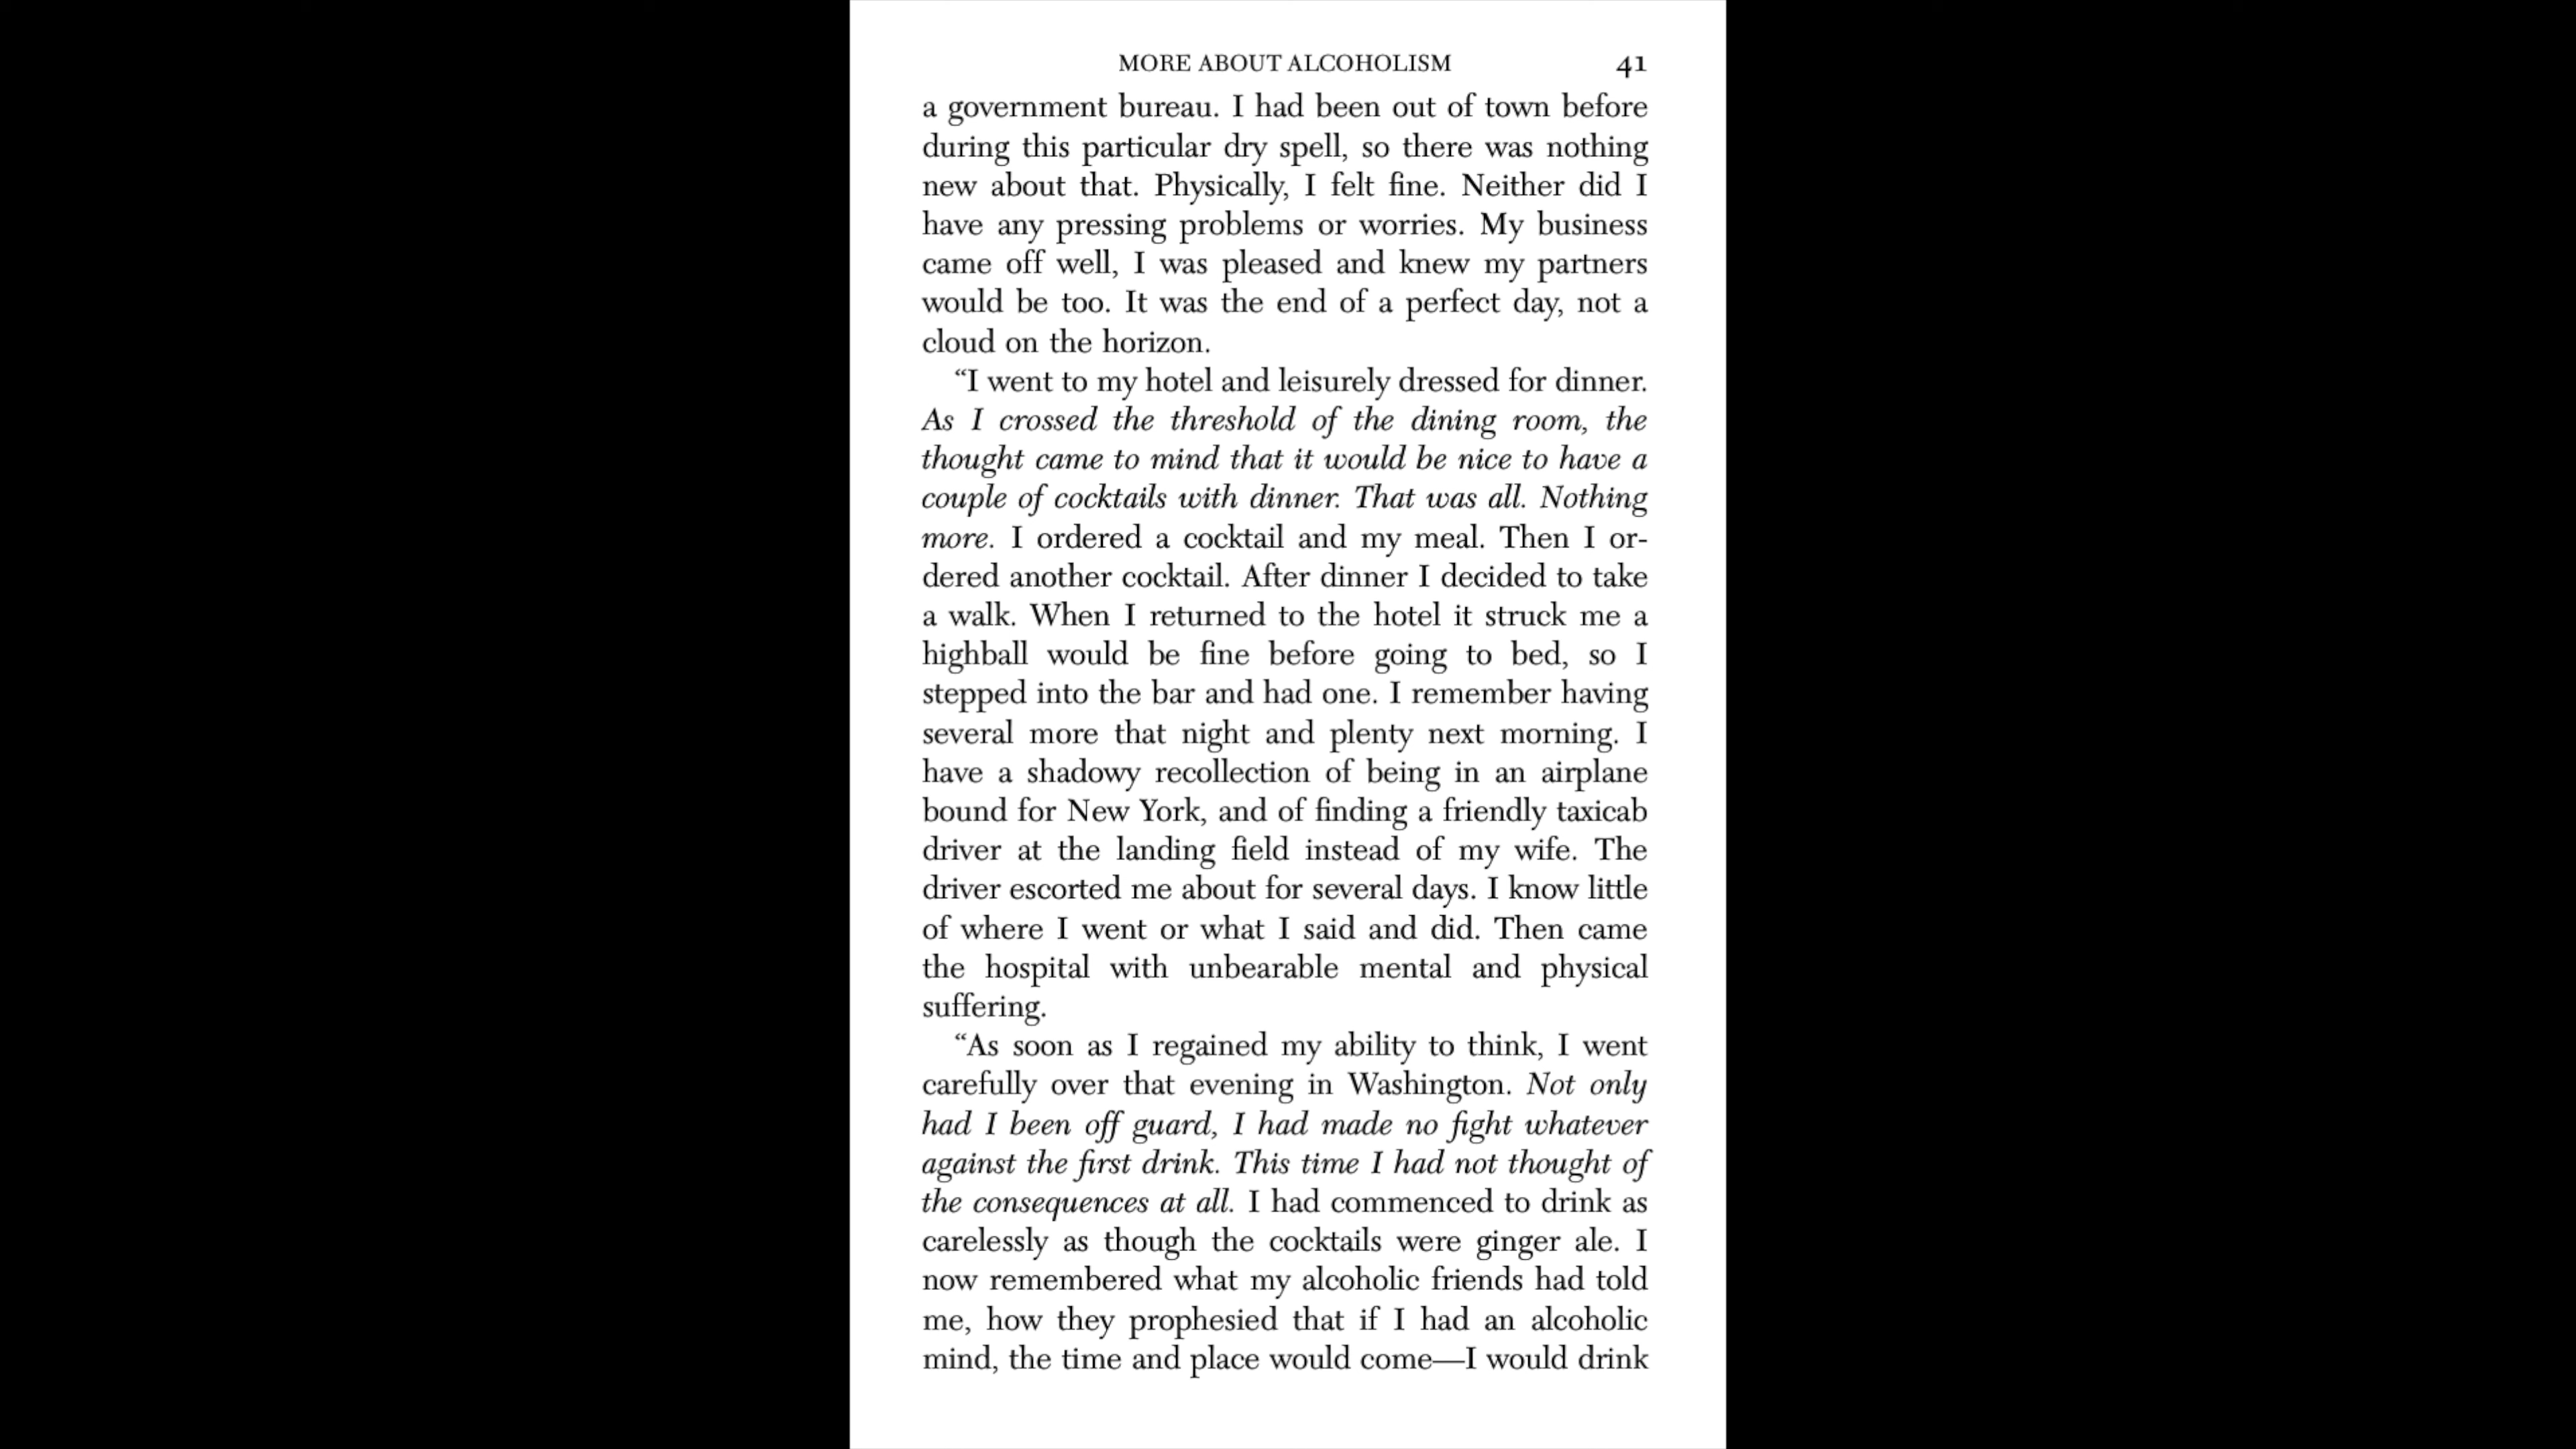 MORE ABOUT ALCOHOLISM 41
a government bureau. I had been out of town before
during this particular dry spell, so there was nothing
new about that. Physically, I felt fine. Neither did I
have any pressing problems or worries. My business
came off well, I was pleased and knew my partners
would be too. It was the end of a perfect day, not a
cloud on the horizon.
“I went to my hotel and leisurely dressed for dinner.
As I crossed the threshold of the dining room, the
thought came to mind that it would be nice to have a
couple of cocktails with dinner. That was all. Nothing
more. I ordered a cocktail and my meal. Then I or-
dered another cocktail. After dinner I decided to take
a walk. When I returned to the hotel it struck me a
highball would be fine before going to bed, so I
stepped into the bar and had one. I remember having
several more that night and plenty next morning. I
have a shadowy recollection of being in an airplane
bound for New York, and of finding a friendly taxicab
driver at the landing field instead of my wife. The
driver escorted me about for several days. I know little
of where I went or what I said and did. Then came
the hospital with unbearable mental and physical
suffering.
“As soon as I regained my ability to think, I went
carefully over that evening in Washington. Not only
had I been off guard, I had made no fight whatever
against the first drink. This time I had not thought of
the consequences at all. I had commenced to drink as
carelessly as though the cocktails were ginger ale. I
now remembered what my alcoholic friends had told
me, how they prophesied that if I had an alcoholic
mind, the time and place would come—I would drink